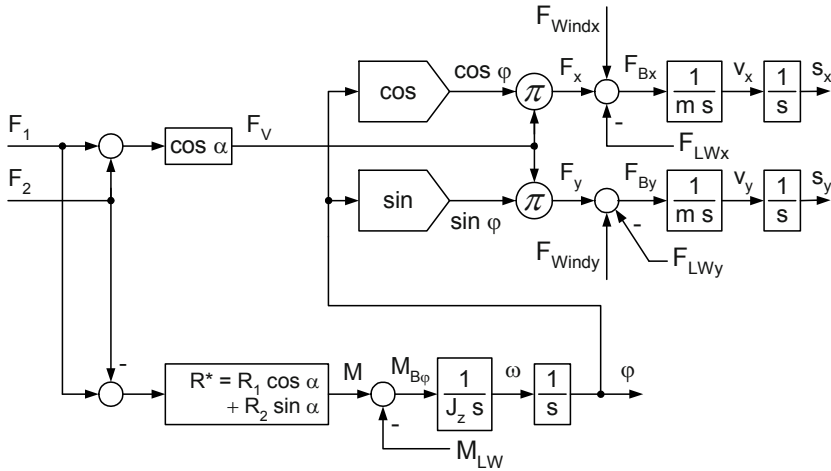 F_Windx
cos φ
F_x
F_Bx
v_x
s_x
cos
π
1
m s
1
s
-
F_LWx
F_1
F_V
cos α
F_2
F_y
F_By
v_y
s_y
sin
π
1
m s
1
s
sin φ
-
F_Windy
F_LWy
-
R* = R_1 cos α
+ R_2 sin α
M
M_Bφ
1
J_z s
ω
1
s
φ
-
M_LW